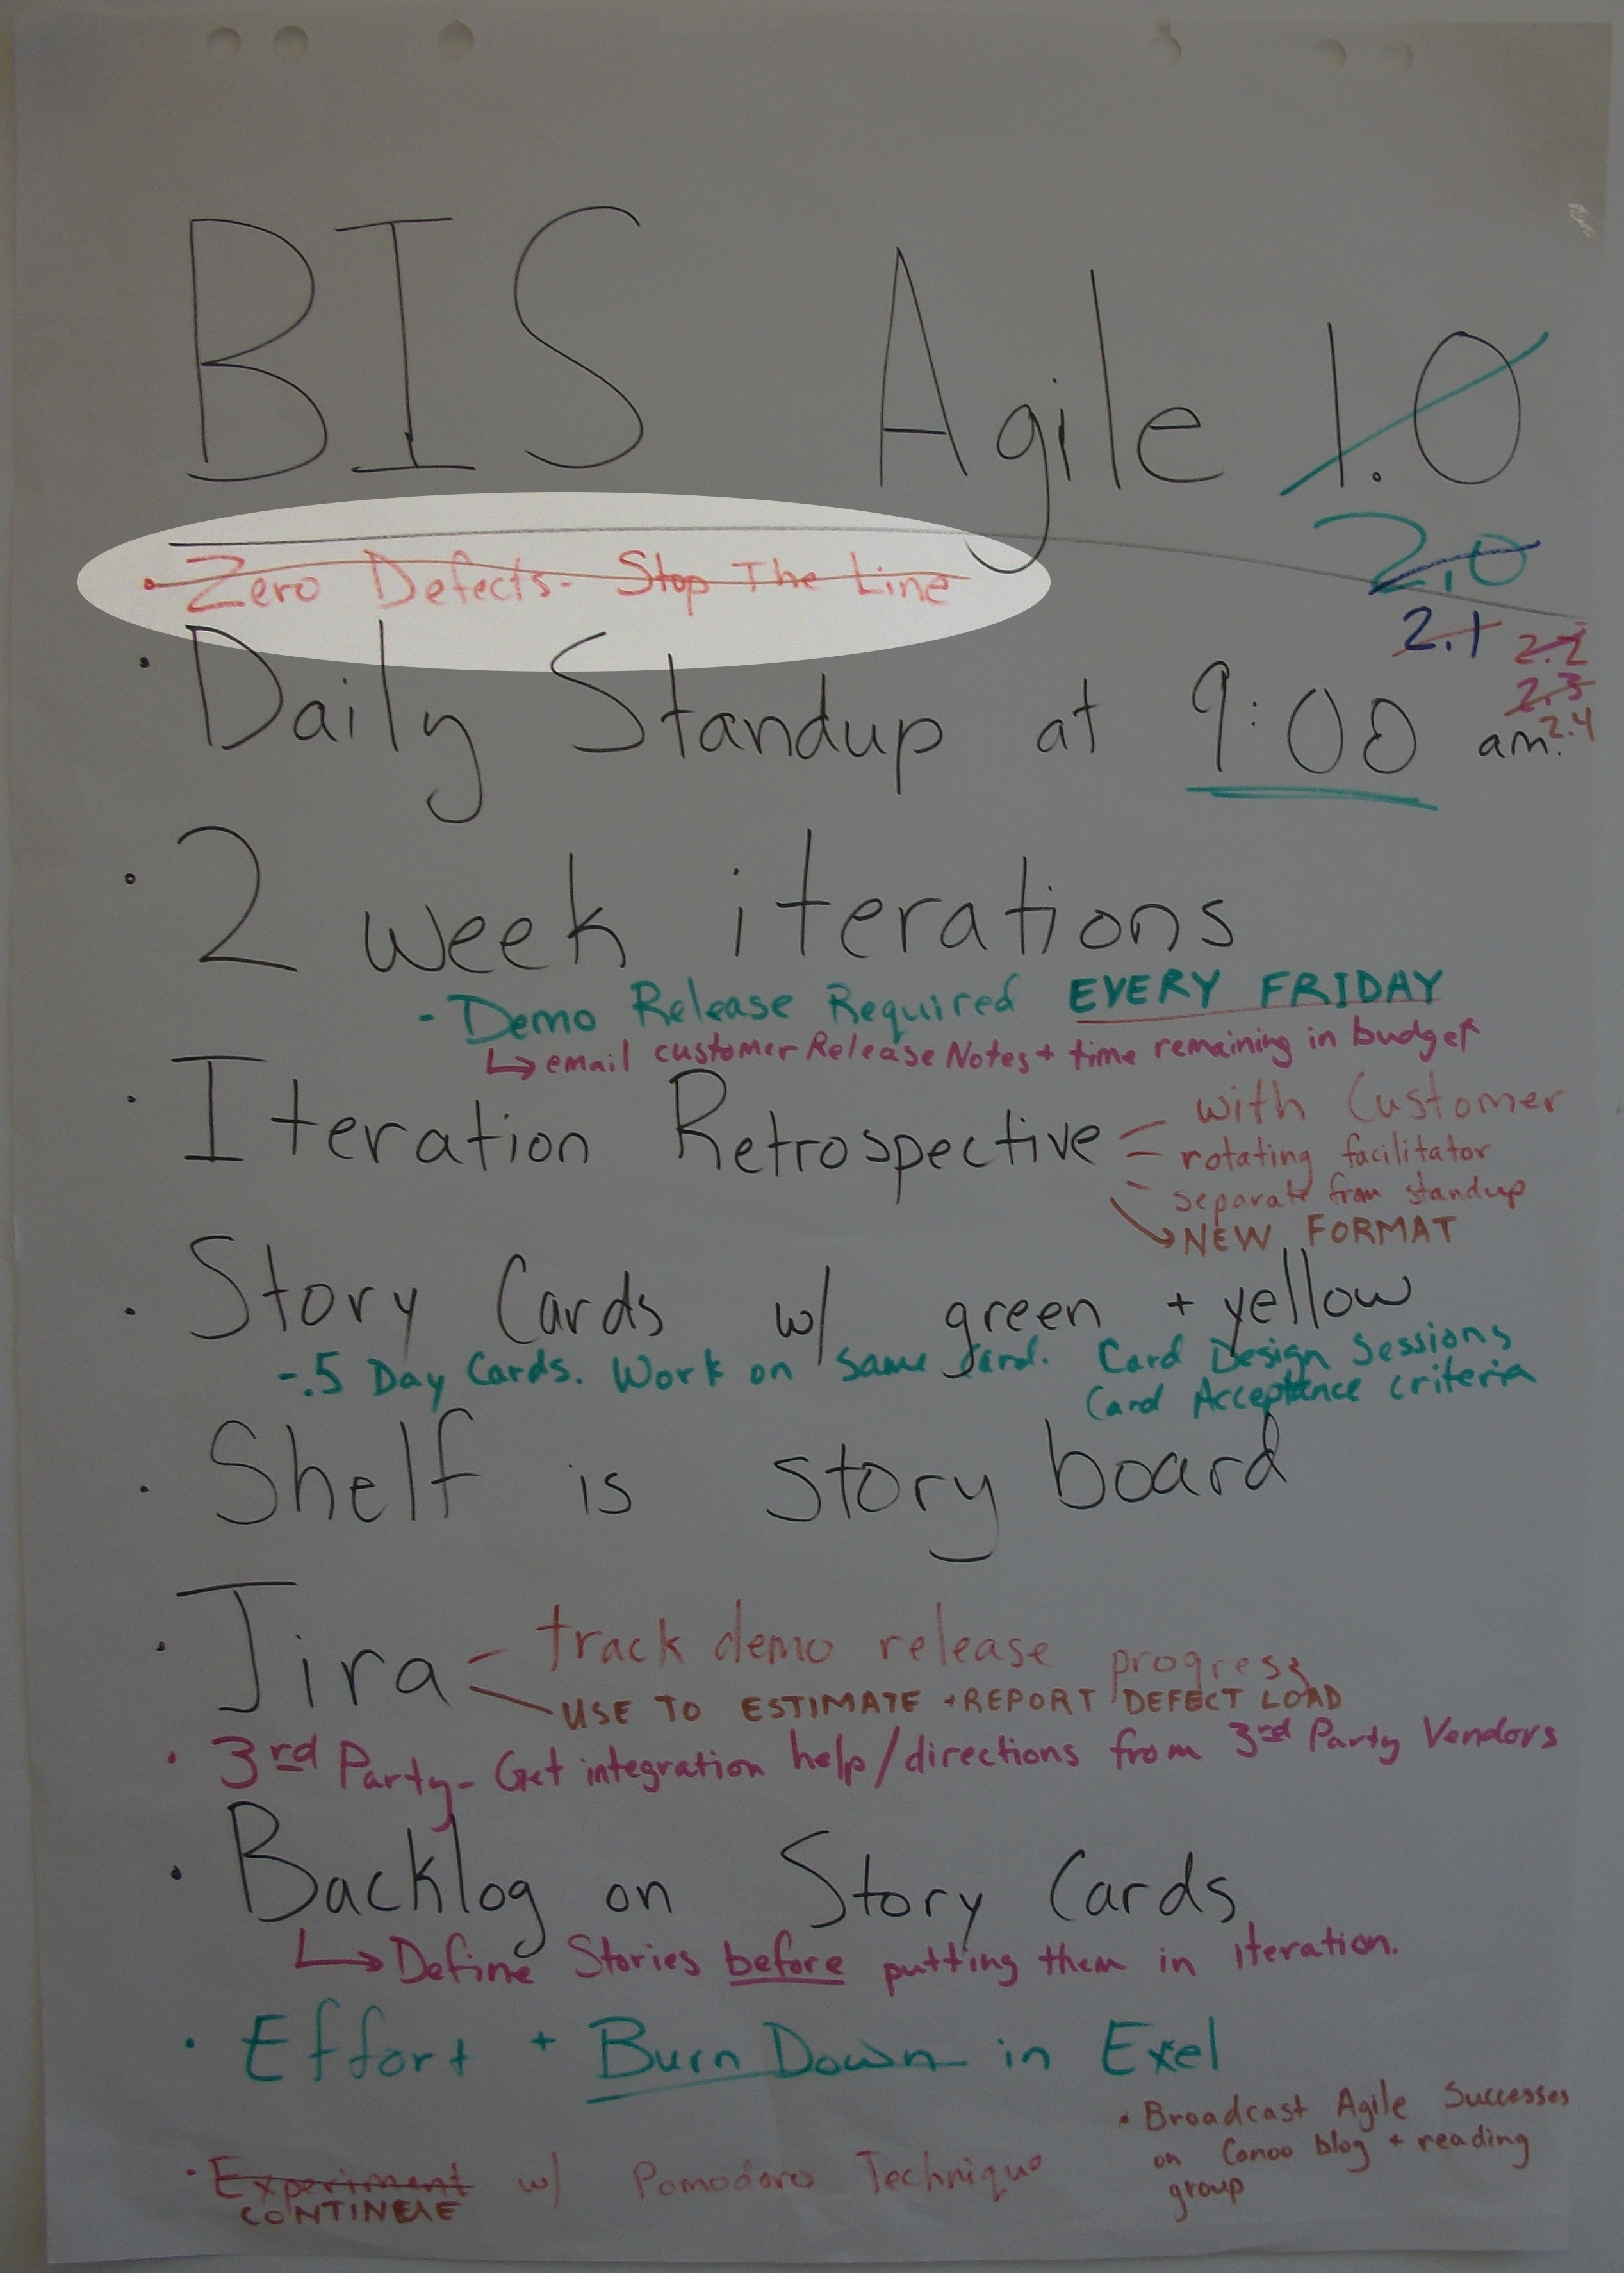 BIS Agile 1.0
2.0
2.1 2.2
2.3
2.4
• Zero Defects- Stop The Line
• Daily Standup at 9:00 am.
• 2 week iterations
- Demo Release Required EVERY FRIDAY
↳ email customer Release Notes + time remaining in budget
• Iteration Retrospective - with Customer
- rotating facilitator
- separate from standup
↘ NEW FORMAT
• Story Cards w/ green + yellow
-.5 Day Cards. Work on same card. Card Design Sessions
Card Acceptance criteria
• Shelf is story board
• Jira - track demo release progress
USE TO ESTIMATE + REPORT DEFECT LOAD
• 3rd Party- Get integration help/directions from 3rd Party Vendors
• Backlog on Story Cards
↳ Define Stories before putting them in iteration.
• Effort + Burn Down in Exel
• Broadcast Agile Successes
on Canoo blog + reading
group
• Experiment w/ Pomodoro Technique
CONTINUE